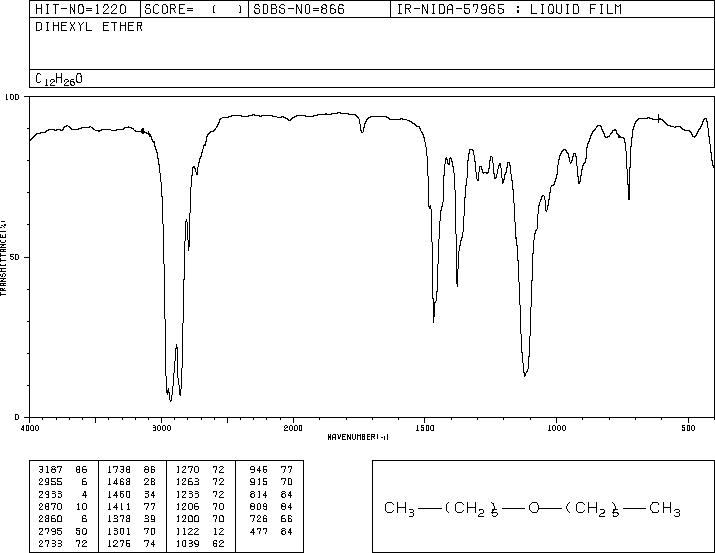 HIT-NO=1220 SCORE= ( ) SDBS-NO=866 IR-NIDA-57965 : LIQUID FILM
DIHEXYL ETHER
C12H26O
100
TRANSMITTANCE(%)
50
0
4000 3000 2000 1500 1000 500
WAVENUMBER(-1)
3187 86 1738 86 1270 72 946 77
2955 6 1468 28 1263 72 915 70
2933 4 1460 34 1233 72 814 84
2870 10 1411 77 1206 70 809 84
2860 6 1378 39 1200 70 726 66
2795 50 1301 70 1122 12 477 84
2733 72 1276 74 1039 62
CH3—(CH2)5—O—(CH2)5—CH3